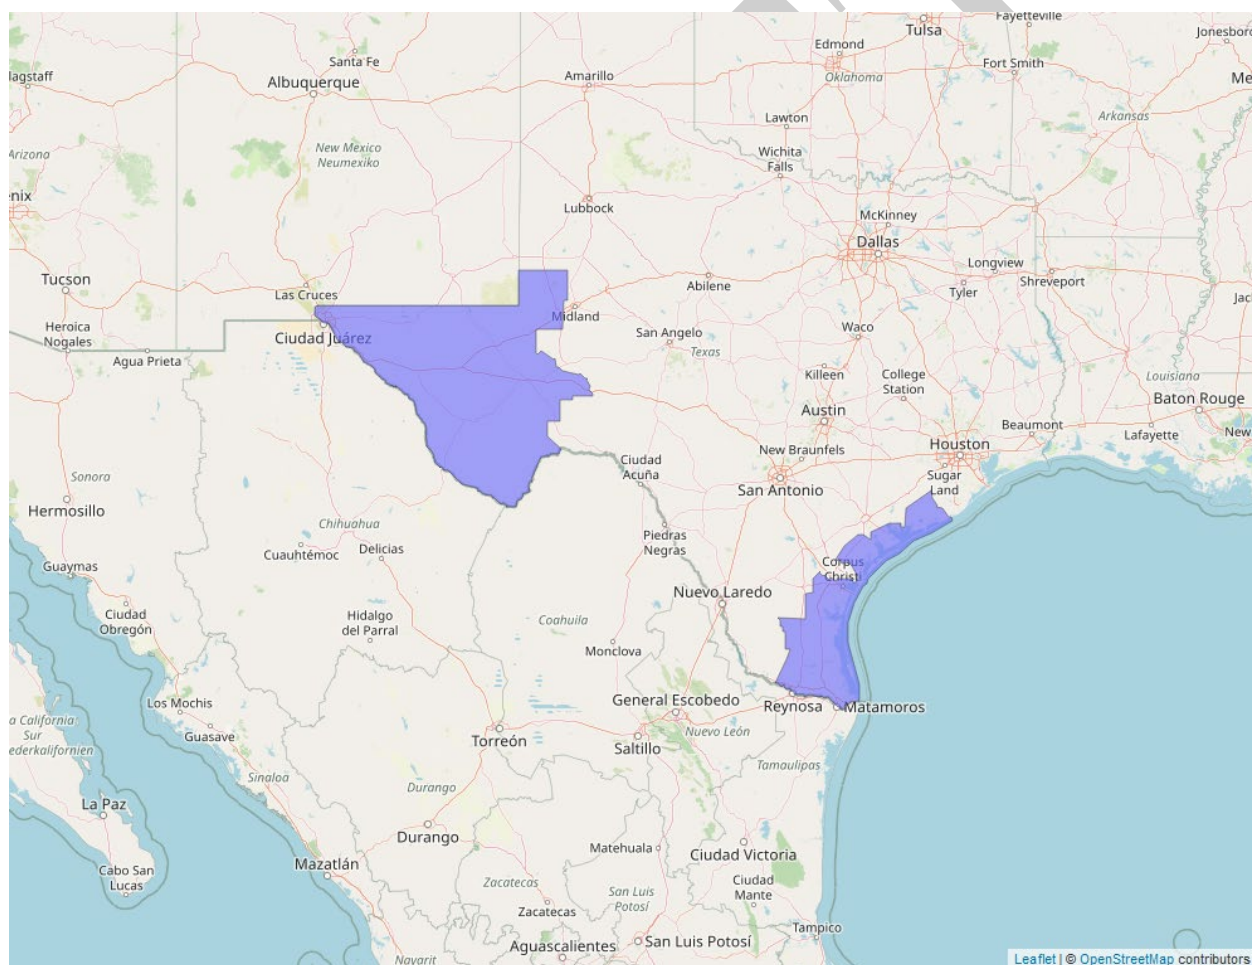 Fayetteville
Tulsa
Jonesboro
Edmond
Santa Fe
Fort Smith
lagstaff
Amarillo
Oklahoma
Albuquerque
Me
Lawton
Arkansas
New Mexico
Neumexiko
Wichita
Falls
Arizona
enix
Lubbock
McKinney
Dallas
Longview
Shreveport
Tucson
Abilene
Tyler
Las Cruces
Jac
Midland
Heroica
Nogales
Ciudad Juárez
San Angelo
Waco
Agua Prieta
Texas
Killeen
College
Station
Louisiana
Baton Rouge
Austin
Beaumont
Lafayette
New
Houston
New Braunfels
Ciudad
Acuña
Sugar
Land
Sonora
San Antonio
Hermosillo
Chihuahua
Piedras
Negras
Cuauhtémoc
Delicias
Corpus
Christi
Guaymas
Nuevo Laredo
Ciudad
Obregón
Hidalgo
del Parral
Coahuila
Monclova
Los Mochis
General Escobedo
Reynosa
Matamoros
a California
Sur
ederkalifornien
Guasave
Nuevo León
Torreón
Saltillo
Tamaulipas
Sinaloa
Durango
La Paz
Durango
Matehuala
Ciudad Victoria
Mazatlán
Cabo San
Lucas
Zacatecas
San Luis
Potosí
Ciudad
Mante
Zacatecas
Tampico
Aguascalientes
San Luis Potosí
Nayarit
Leaflet | © OpenStreetMap contributors